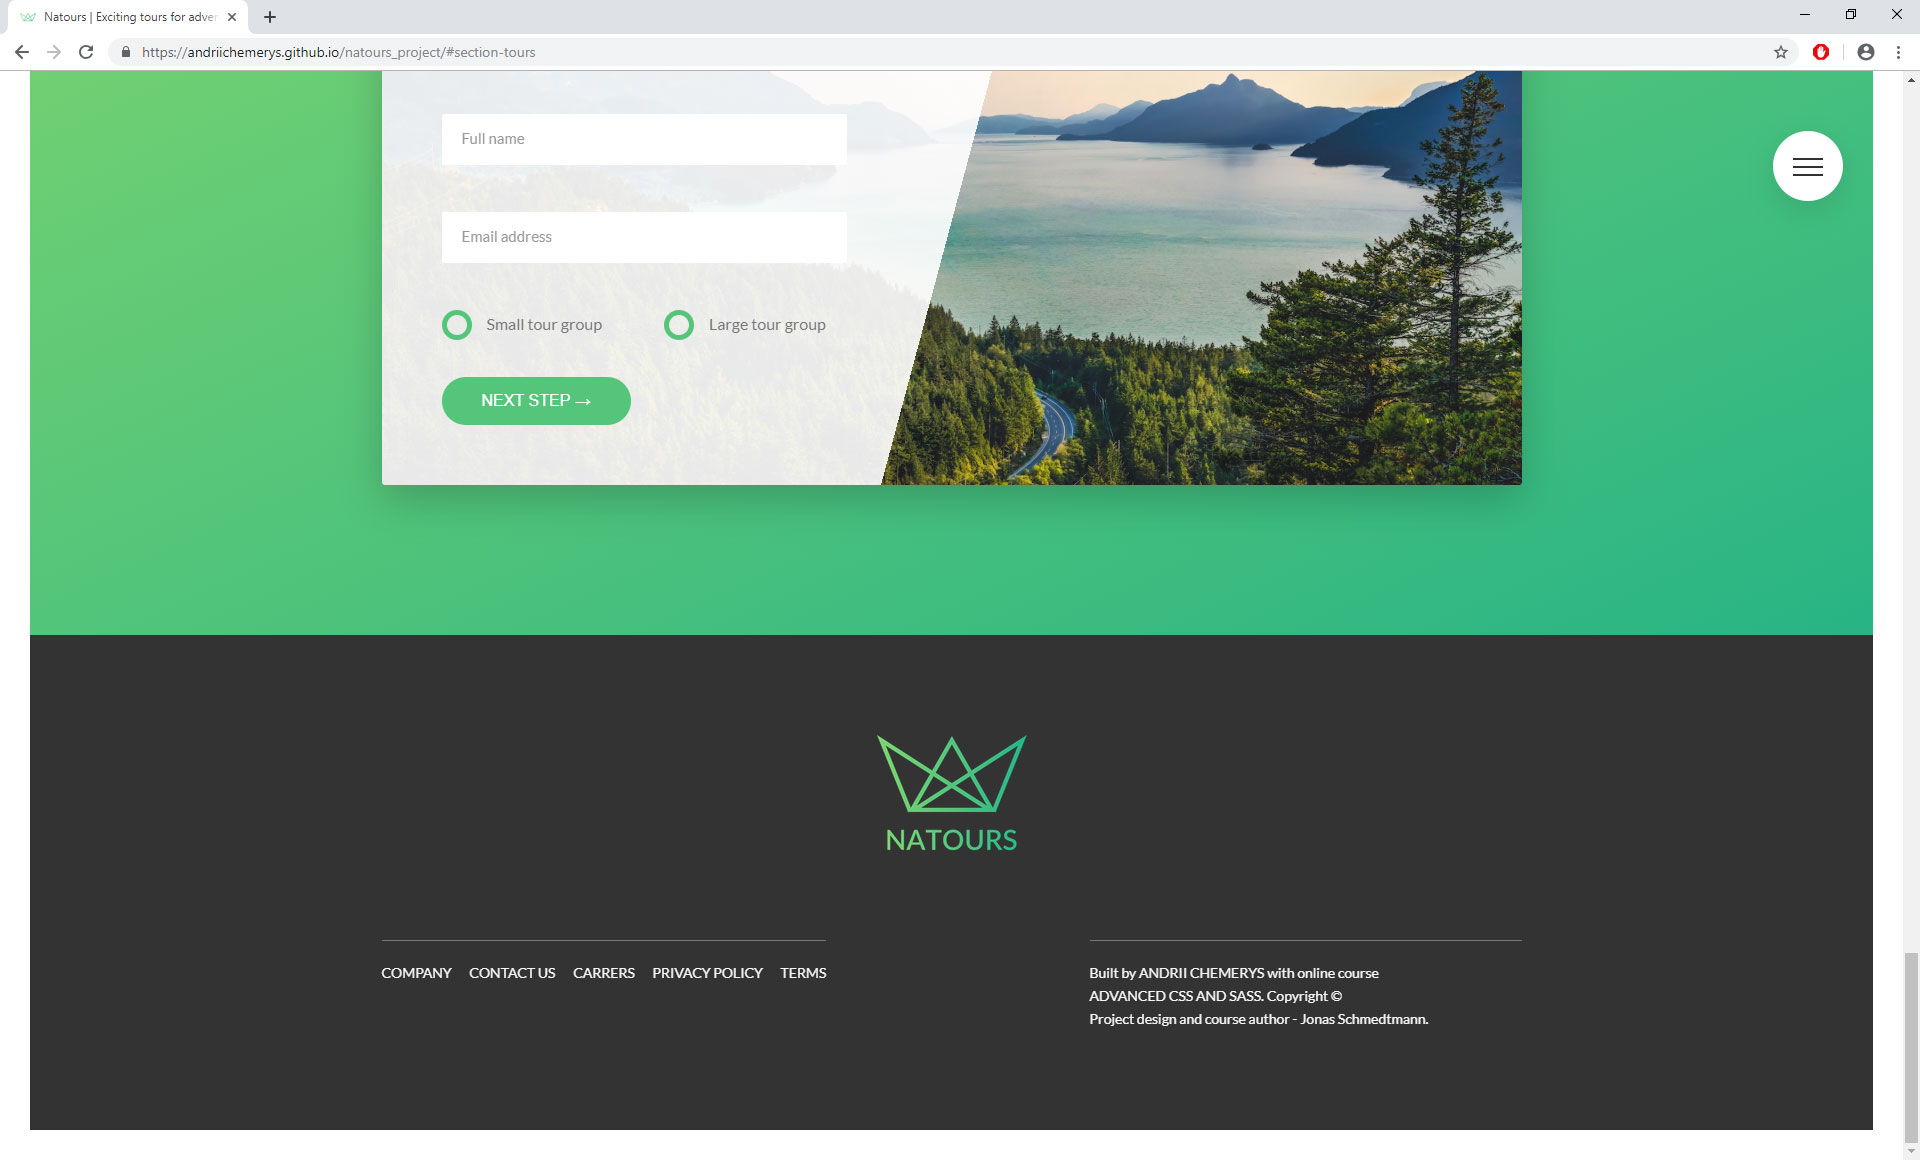 Natours | Exciting tours for adver
https://andriichemerys.github.io/natours_project/#section-tours
Full name
Email address
Small tour group
Large tour group
NEXT STEP →
NATOURS
COMPANY CONTACT US CARRERS PRIVACY POLICY TERMS
Built by ANDRII CHEMERYS with online course
ADVANCED CSS AND SASS. Copyright ©
Project design and course author - Jonas Schmedtmann.